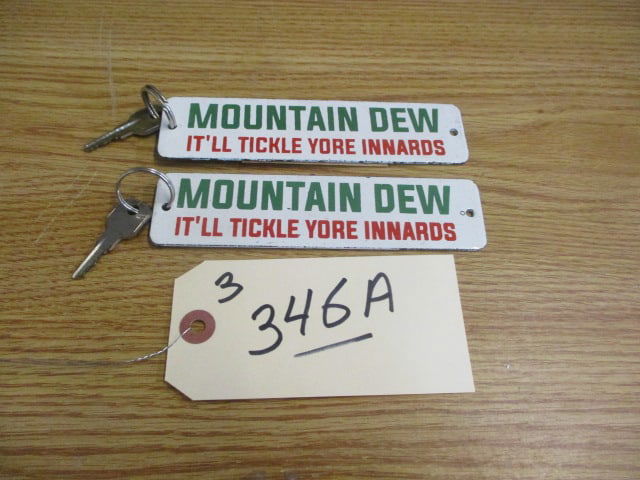 MOUNTAIN DEW
IT'LL TICKLE YORE INNARDS
MOUNTAIN DEW
IT'LL TICKLE YORE INNARDS
3
346A